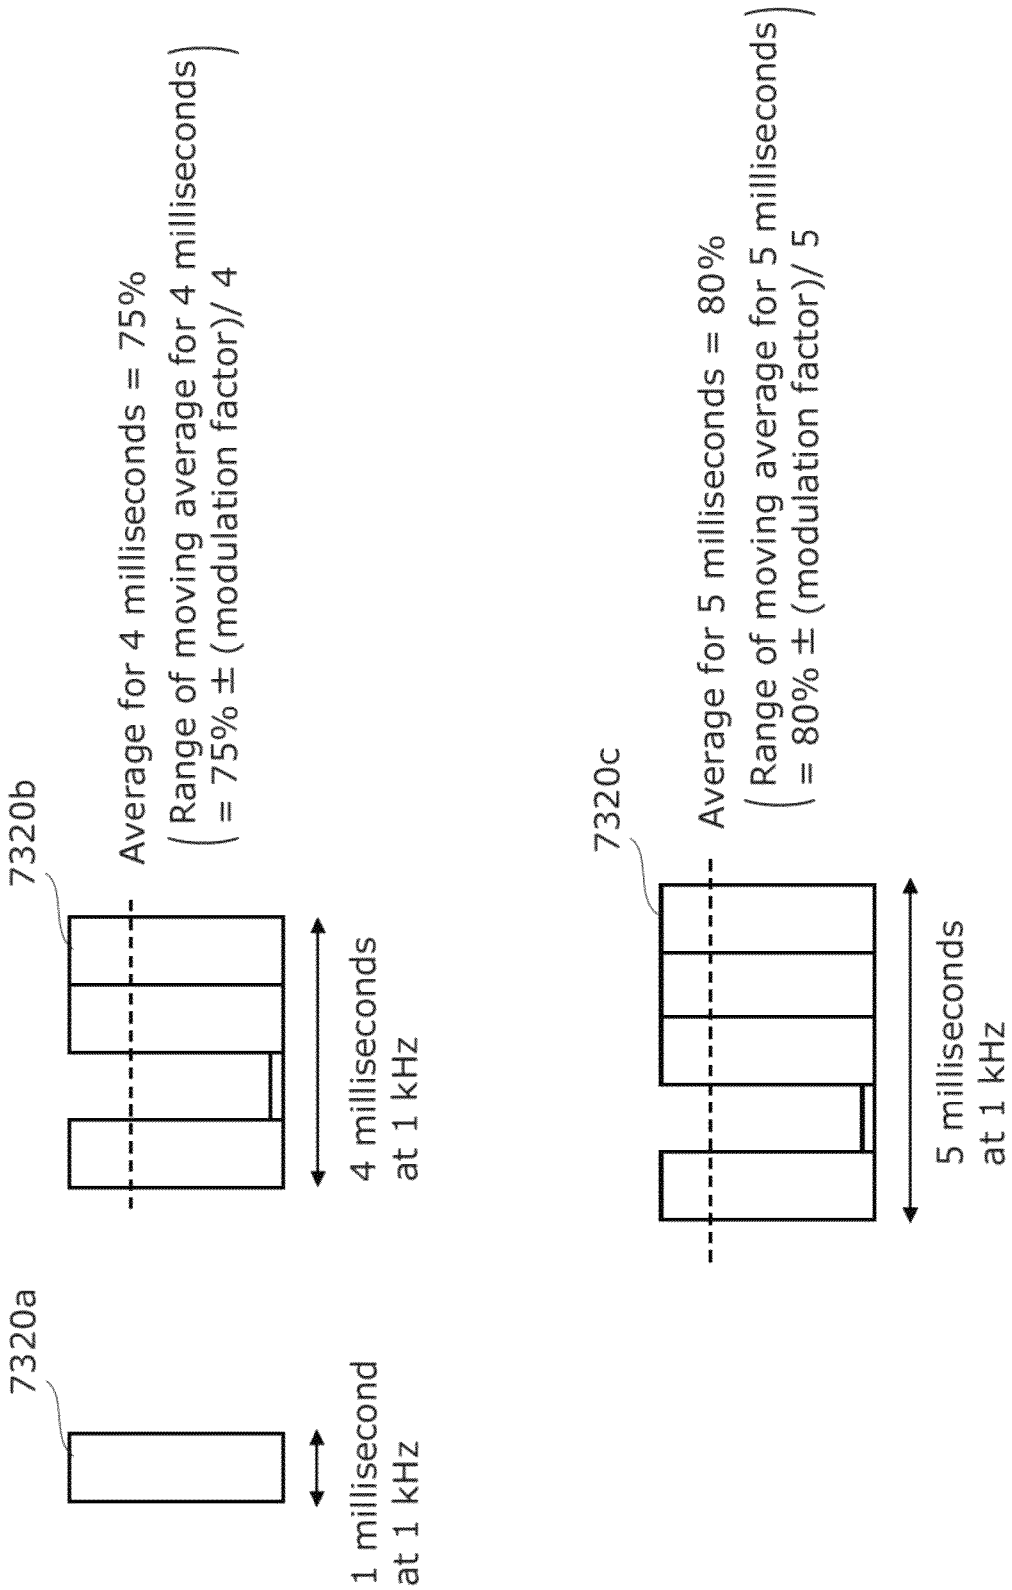 7320a
1 millisecond
at 1 kHz
7320b
4 milliseconds
at 1 kHz
Average for 4 milliseconds = 75%
(Range of moving average for 4 milliseconds
= 75% ± (modulation factor)/ 4)
7320c
5 milliseconds
at 1 kHz
Average for 5 milliseconds = 80%
(Range of moving average for 5 milliseconds
= 80% ± (modulation factor)/ 5)